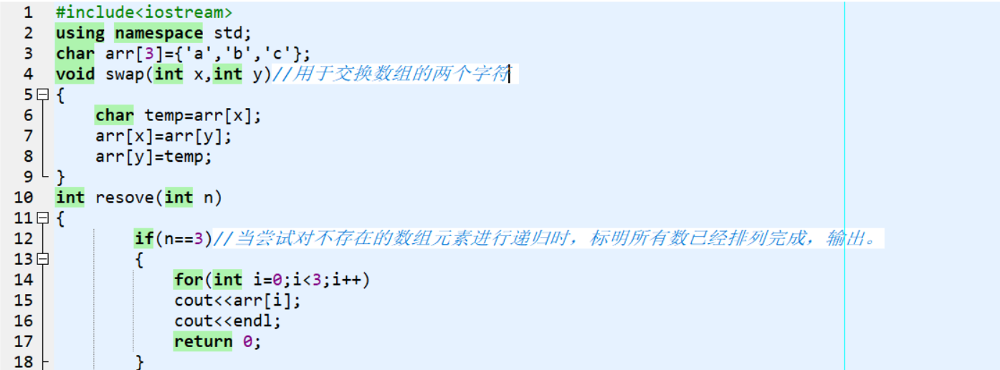 1 #include<iostream>
2 using namespace std;
3 char arr[3]={'a','b','c'};
4 void swap(int x,int y)//用于交换数组的两个字符
5 {
6 char temp=arr[x];
7 arr[x]=arr[y];
8 arr[y]=temp;
9 }
10 int resove(int n)
11 {
12 if(n==3)//当尝试对不存在的数组元素进行递归时，标明所有数已经排列完成，输出。
13 {
14 for(int i=0;i<3;i++)
15 cout<<arr[i];
16 cout<<endl;
17 return 0;
18 }